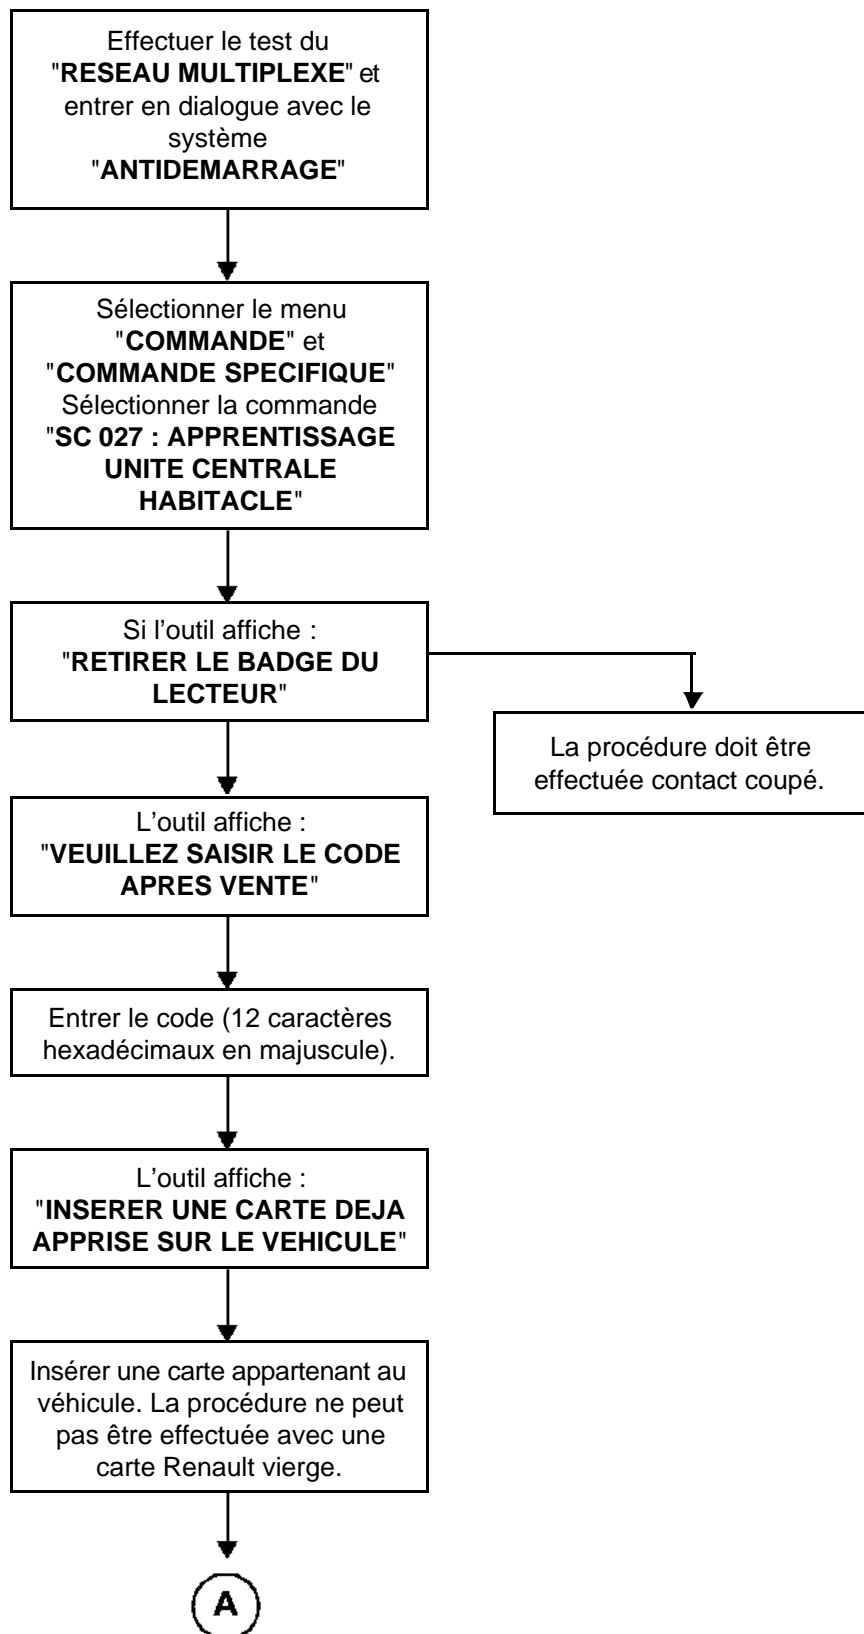 Effectuer le test du
"RESEAU MULTIPLEXE" et
entrer en dialogue avec le
système
"ANTIDEMARRAGE"
Sélectionner le menu
"COMMANDE" et
"COMMANDE SPECIFIQUE"
Sélectionner la commande
"SC 027 : APPRENTISSAGE
UNITE CENTRALE
HABITACLE"
Si l'outil affiche :
"RETIRER LE BADGE DU
LECTEUR"
La procédure doit être
effectuée contact coupé.
L'outil affiche :
"VEUILLEZ SAISIR LE CODE
APRES VENTE"
Entrer le code (12 caractères
hexadécimaux en majuscule).
L'outil affiche :
"INSERER UNE CARTE DEJA
APPRISE SUR LE VEHICULE"
Insérer une carte appartenant au
véhicule. La procédure ne peut
pas être effectuée avec une
carte Renault vierge.
A